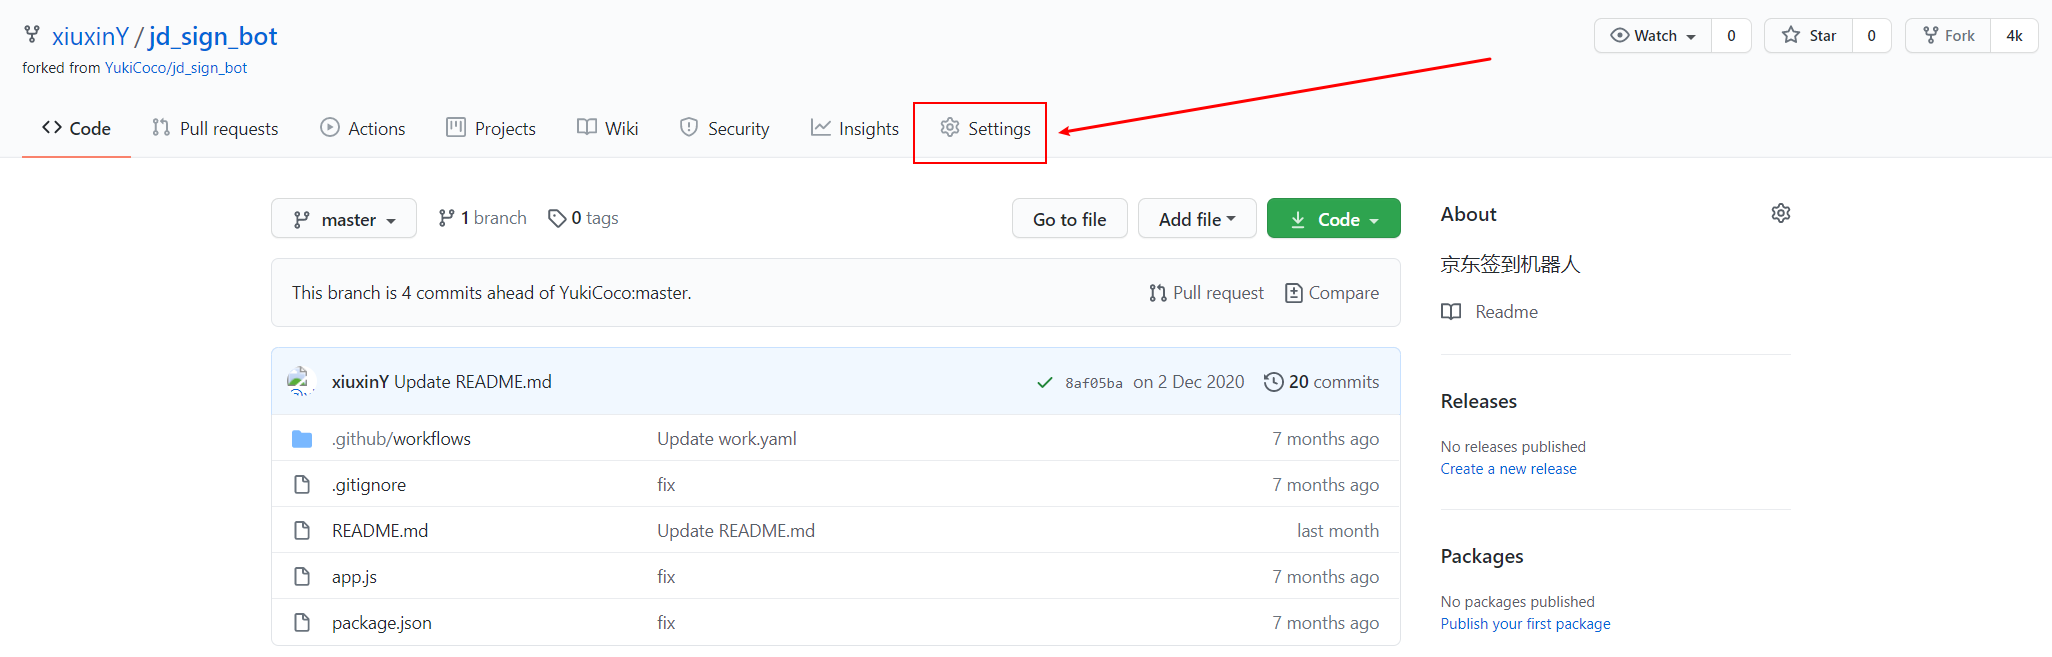 xiuxinY / jd_sign_bot
Watch 0 Star 0 Fork 4k
forked from YukiCoco/jd_sign_bot
Code Pull requests Actions Projects Wiki Security Insights Settings
master 1 branch 0 tags Go to file Add file Code
This branch is 4 commits ahead of YukiCoco:master. Pull request Compare
xiuxinY Update README.md 8af05ba on 2 Dec 2020 20 commits
.github/workflows Update work.yaml 7 months ago
.gitignore fix 7 months ago
README.md Update README.md last month
app.js fix 7 months ago
package.json fix 7 months ago
About
京东签到机器人
Readme
Releases
No releases published
Create a new release
Packages
No packages published
Publish your first package